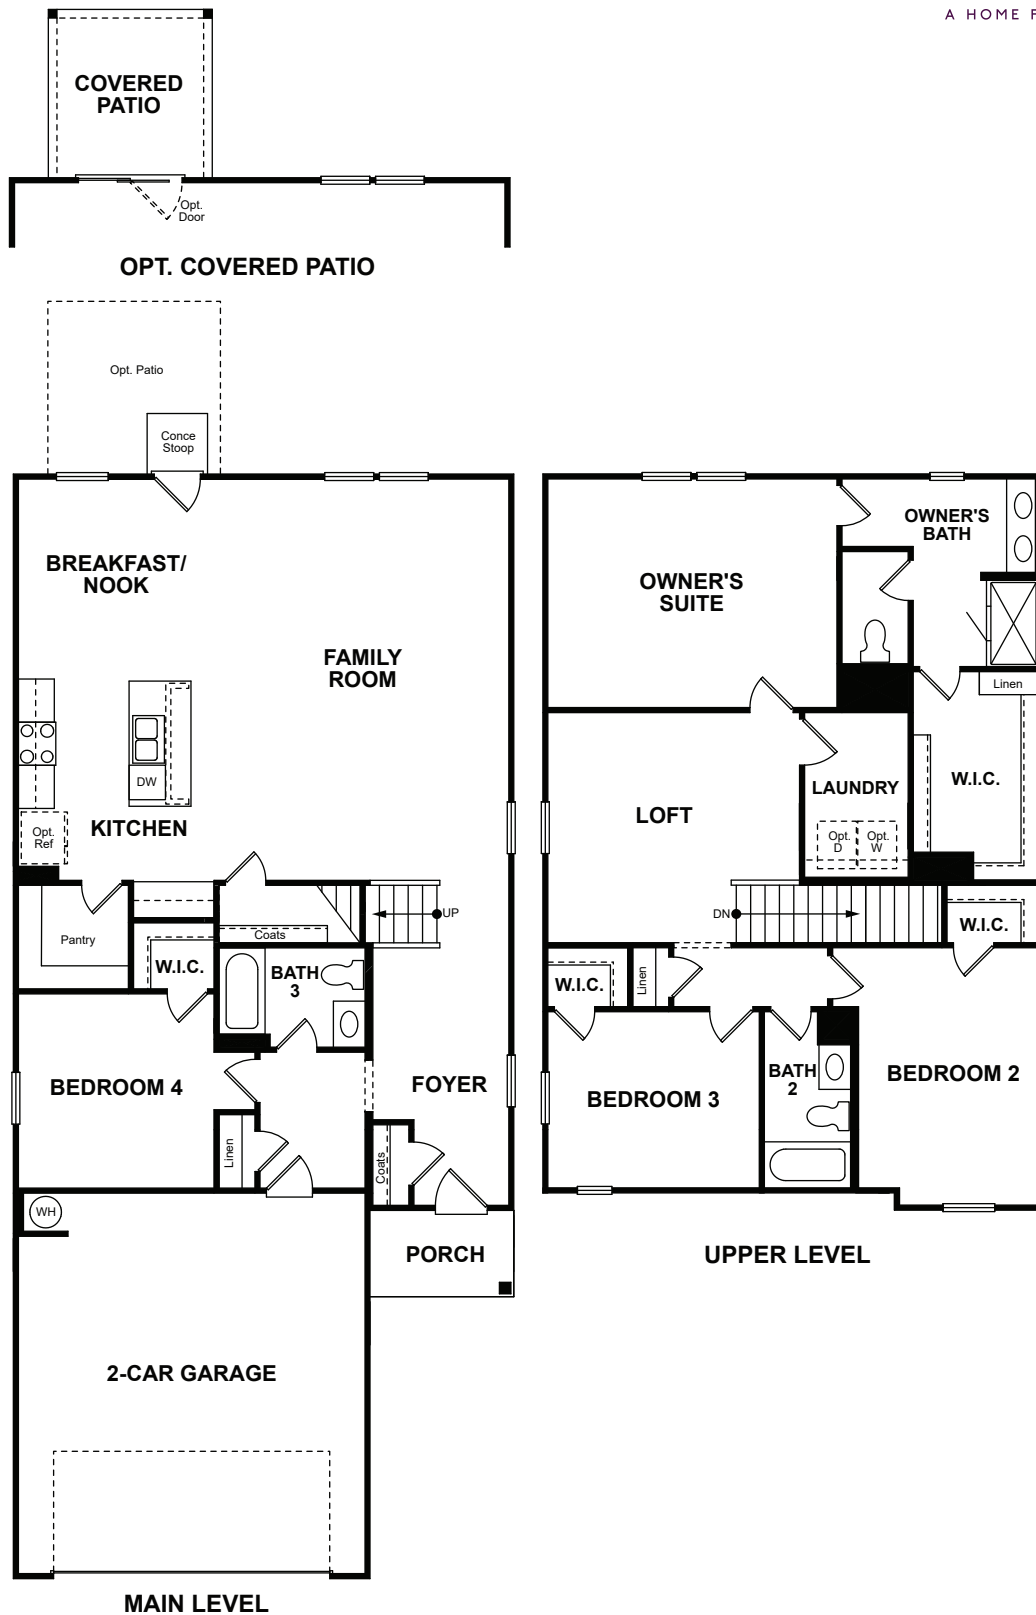 A HOME F
COVERED
PATIO
Opt.
Door
OPT. COVERED PATIO
Opt. Patio
Conce
Stoop
BREAKFAST/
NOOK
FAMILY
ROOM
DW
KITCHEN
Opt.
Ref
UP
Pantry
Coats
W.I.C.
BATH
3
BEDROOM 4
FOYER
Linen
Coats
WH
PORCH
2-CAR GARAGE
MAIN LEVEL
OWNER'S
BATH
OWNER'S
SUITE
Linen
LAUNDRY
W.I.C.
LOFT
Opt.
D
Opt.
W
DN
W.I.C.
W.I.C.
Linen
BATH
2
BEDROOM 2
BEDROOM 3
UPPER LEVEL